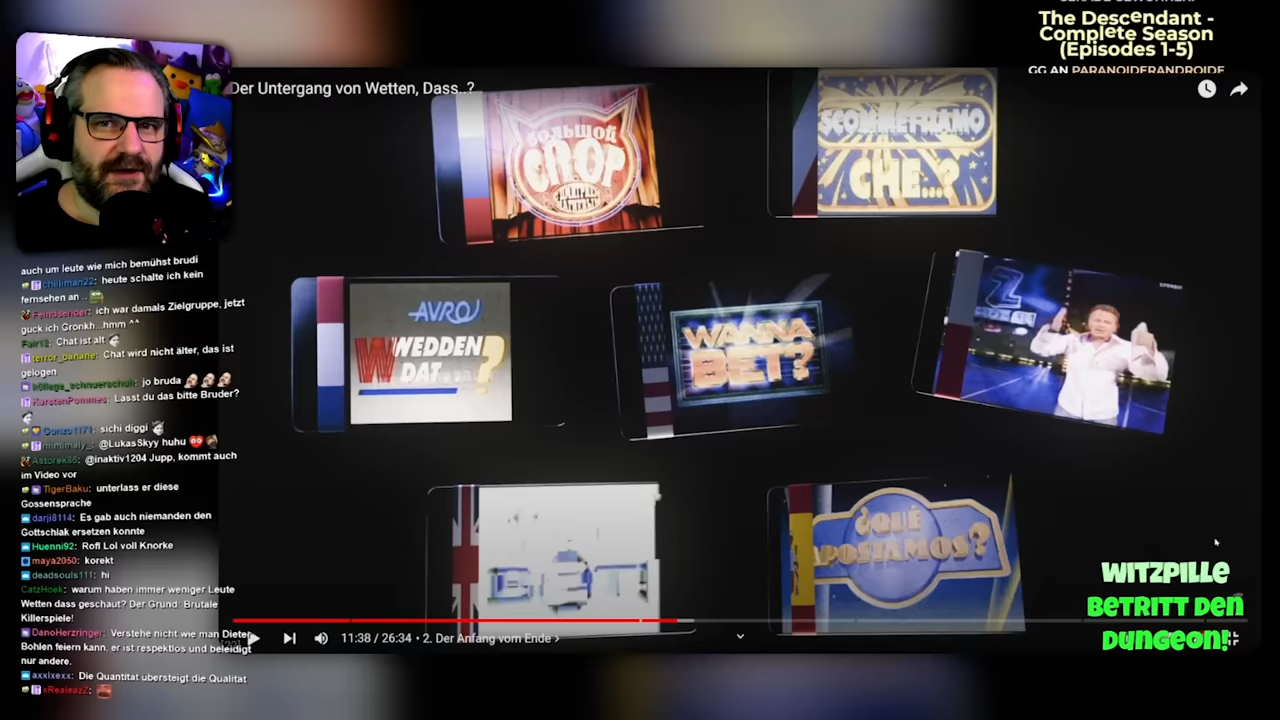 The Descendant -
Complete Season
(Episodes 1-5)
GG AN PARANOIDERANDROIDE
Der Untergang von Wetten, Dass..?
БОЛЬШОЙ
СПОР
SCOMMETTIAMO
CHE...?
AVRO
WEDDEN
DAT...?
WANNA
BET?
¿QUÉ
APOSTAMOS?
auch um leute wie mich bemühst brudi
chilliman22: heute schalte ich kein
fernsehen an ..
Feindsender: ich war damals Zielgruppe, jetzt
guck ich Gronkh...hmm ^^
Chat ist alt
terror_banane: Chat wird nicht älter, das ist
gelogen
k0llege_schnuerschuh: jo bruda
KarstenPommes: Lasst du das bitte Bruder?
Gonzo1171: sichi diggi
mimimaly_: @LukasSkyy huhu
Astorek86: @inaktiv1204 Jupp, kommt auch
im Video vor
TigerBaku: unterlass er diese
Gossensprache
darji8114: Es gab auch niemanden den
Gottschlak ersetzen konnte
Huenni92: Rofl Lol voll Knorke
maya2050: korekt
deadsouls111: hi
CatzHoek: warum haben immer weniger Leute
Wetten dass geschaut? Der Grund: Brutale
Killerspiele!
DanoHerzringer: Verstehe nicht wie man Dieter
Bohlen feiern kann, er ist respektlos und beleidigt
nur andere.
axxixexx: Die Quantität übersteigt die Qualität
11:38 / 26:34 • 2. Der Anfang vom Ende
WITZPILLE
BETRITT DEN
DUNGEON!